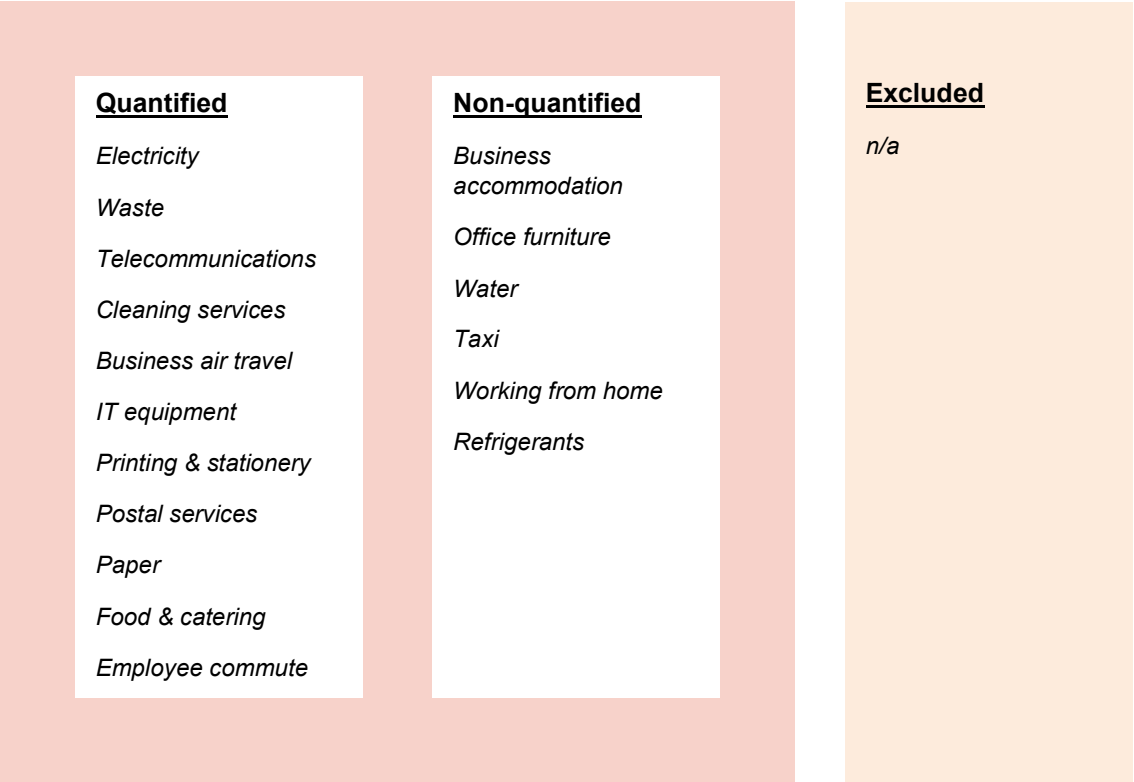 Quantified
Electricity
Waste
Telecommunications
Cleaning services
Business air travel
IT equipment
Printing & stationery
Postal services
Paper
Food & catering
Employee commute
Non-quantified
Business
accommodation
Office furniture
Water
Taxi
Working from home
Refrigerants
Excluded
n/a